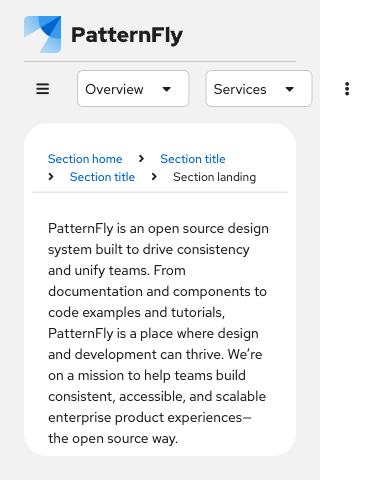 PatternFly
Overview Services
Section home Section title
Section title Section landing
PatternFly is an open source design
system built to drive consistency
and unify teams. From
documentation and components to
code examples and tutorials,
PatternFly is a place where design
and development can thrive. We’re
on a mission to help teams build
consistent, accessible, and scalable
enterprise product experiences—
the open source way.